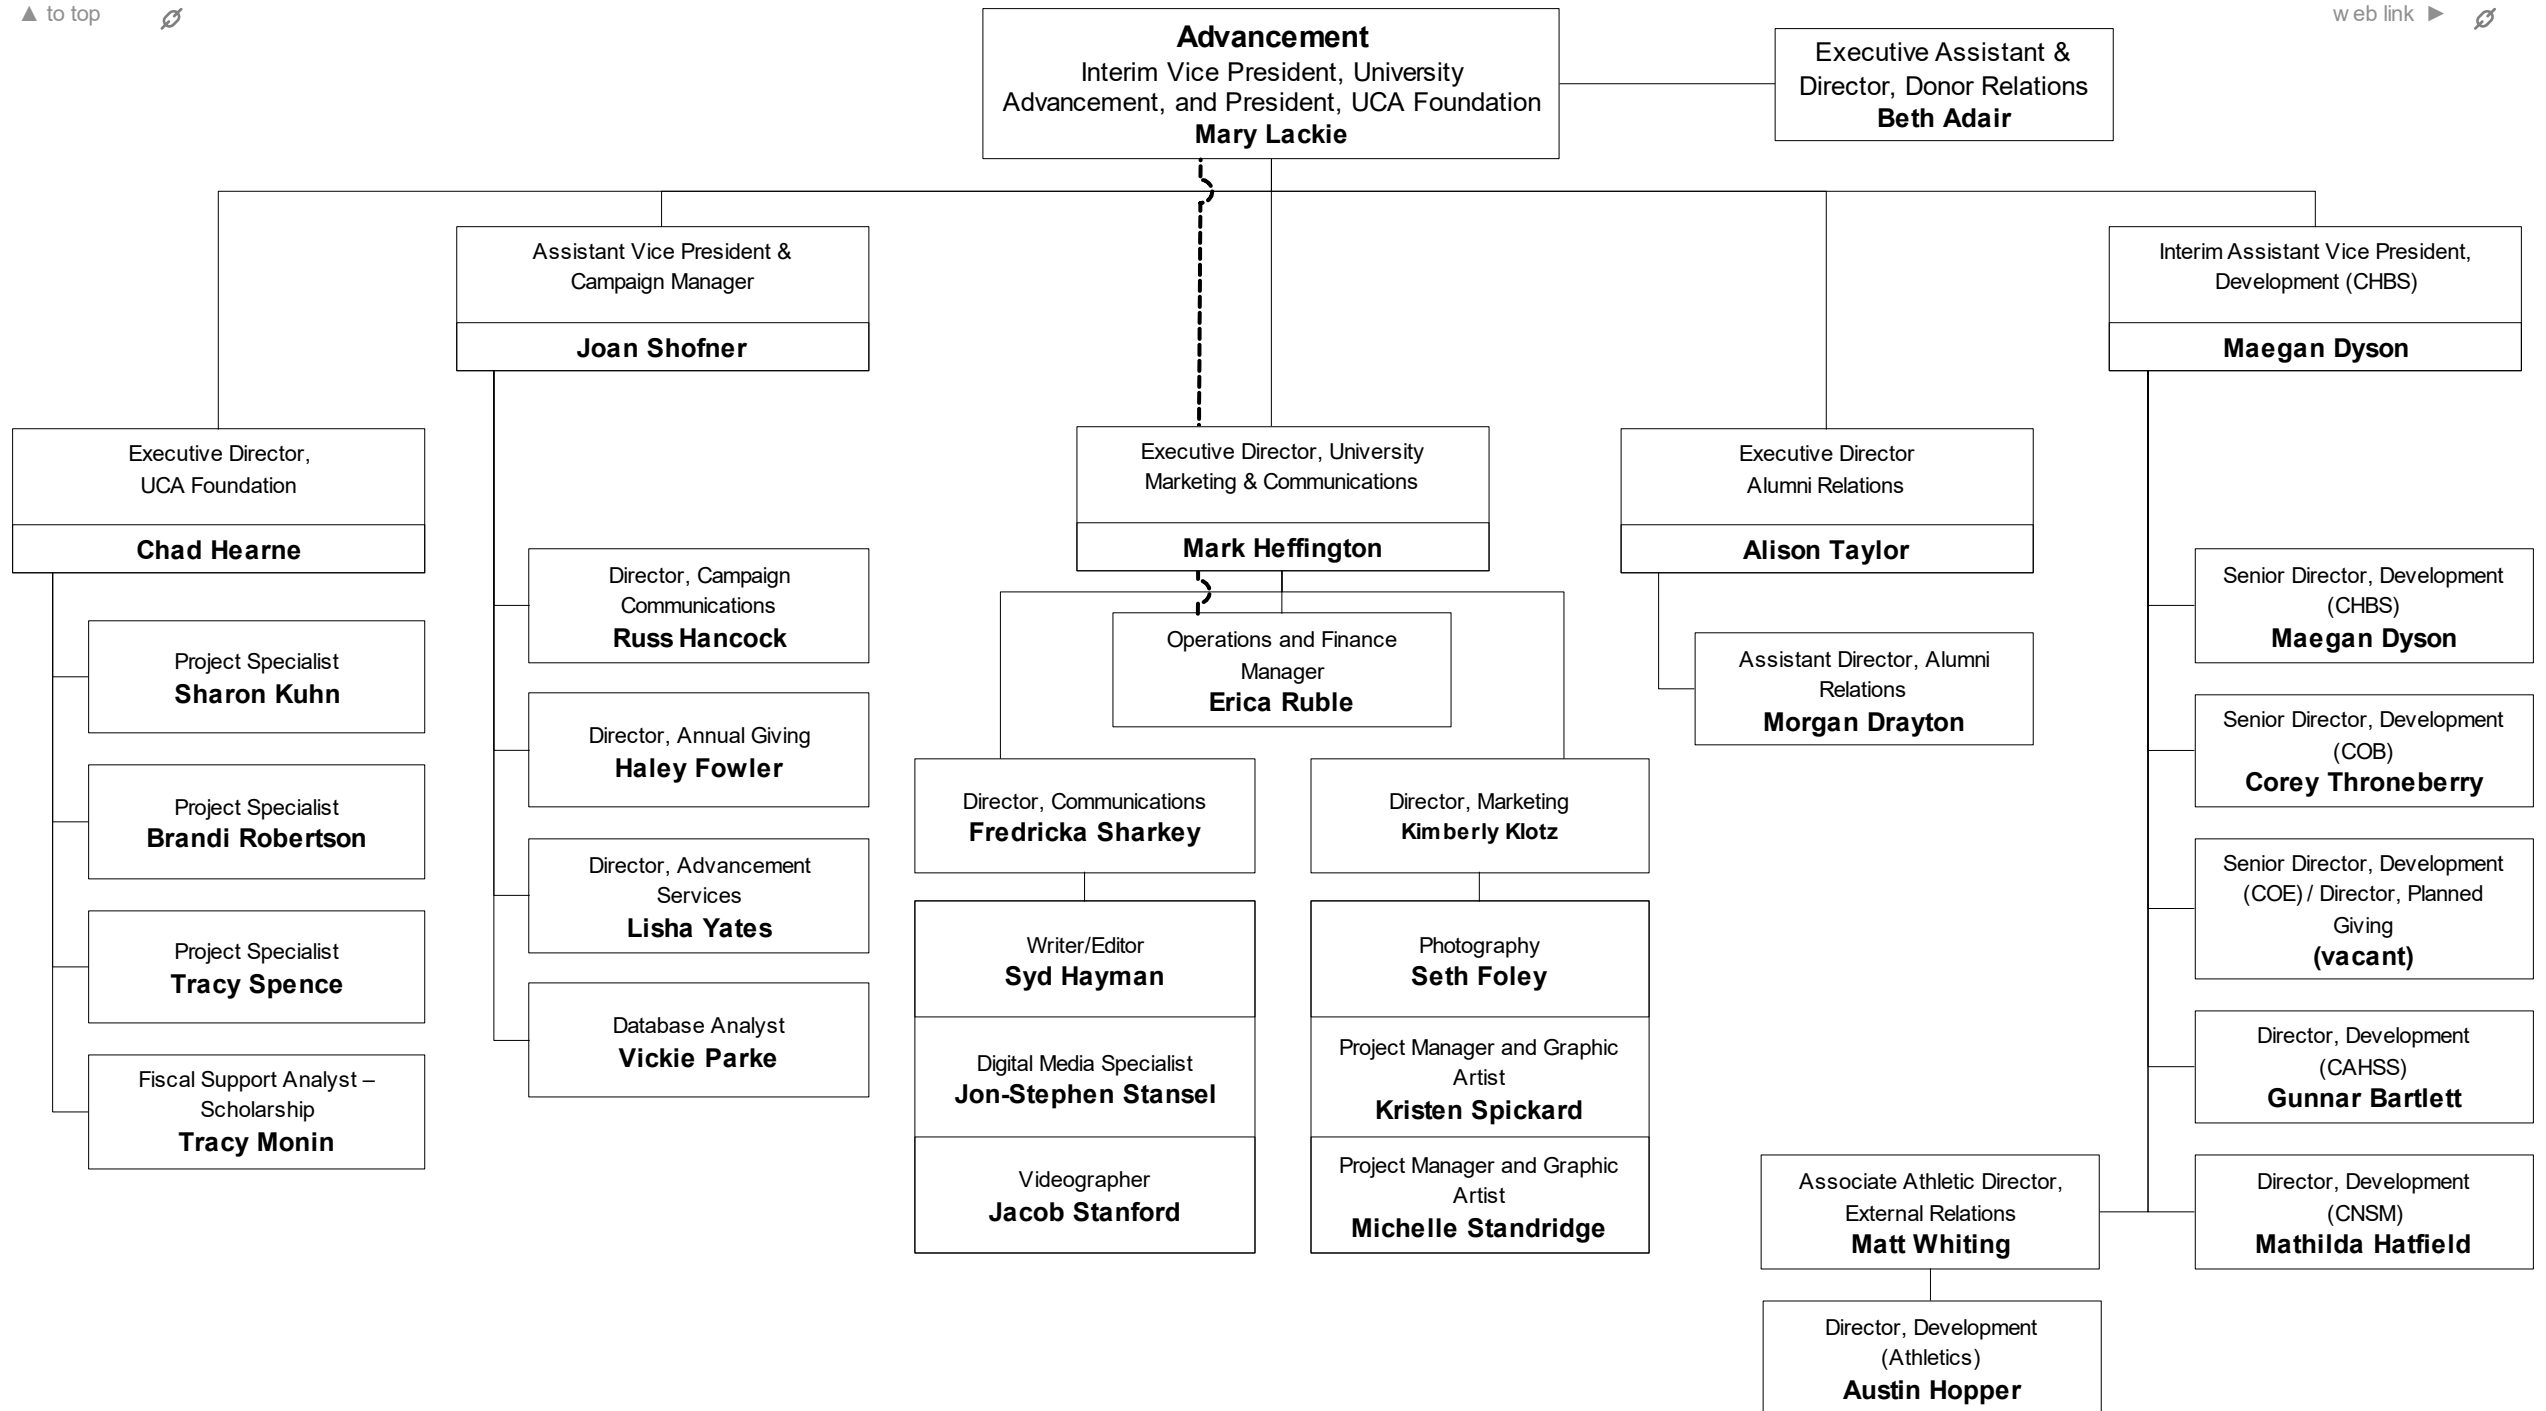 ▲ to top
web link ►
Advancement
Interim Vice President, University
Advancement, and President, UCA Foundation
Mary Lackie
Executive Assistant &
Director, Donor Relations
Beth Adair
Assistant Vice President &
Campaign Manager
Joan Shofner
Interim Assistant Vice President,
Development (CHBS)
Maegan Dyson
Executive Director,
UCA Foundation
Chad Hearne
Executive Director, University
Marketing & Communications
Mark Heffington
Executive Director
Alumni Relations
Alison Taylor
Project Specialist
Sharon Kuhn
Project Specialist
Brandi Robertson
Project Specialist
Tracy Spence
Fiscal Support Analyst –
Scholarship
Tracy Monin
Director, Campaign
Communications
Russ Hancock
Director, Annual Giving
Haley Fowler
Director, Advancement
Services
Lisha Yates
Database Analyst
Vickie Parke
Operations and Finance
Manager
Erica Ruble
Director, Communications
Fredricka Sharkey
Writer/Editor
Syd Hayman
Digital Media Specialist
Jon-Stephen Stansel
Videographer
Jacob Stanford
Director, Marketing
Kimberly Klotz
Photography
Seth Foley
Project Manager and Graphic
Artist
Kristen Spickard
Project Manager and Graphic
Artist
Michelle Standridge
Assistant Director, Alumni
Relations
Morgan Drayton
Senior Director, Development
(CHBS)
Maegan Dyson
Senior Director, Development
(COB)
Corey Throneberry
Senior Director, Development
(COE) / Director, Planned
Giving
(vacant)
Director, Development
(CAHSS)
Gunnar Bartlett
Director, Development
(CNSM)
Mathilda Hatfield
Associate Athletic Director,
External Relations
Matt Whiting
Director, Development
(Athletics)
Austin Hopper